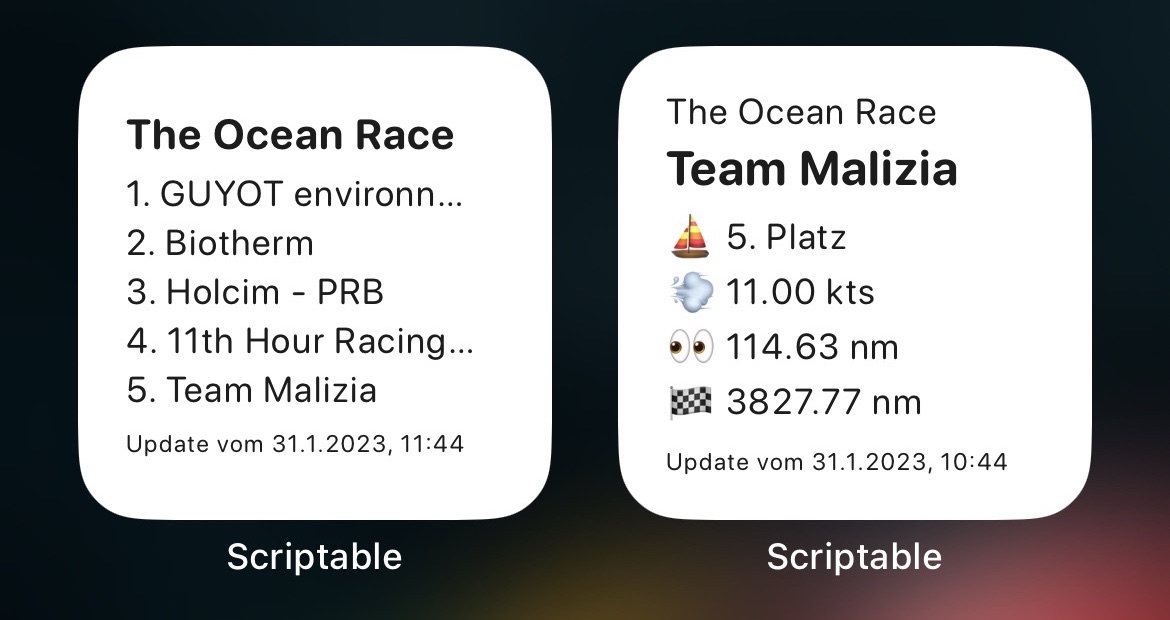 The Ocean Race
1. GUYOT environn...
2. Biotherm
3. Holcim - PRB
4. 11th Hour Racing...
5. Team Malizia
Update vom 31.1.2023, 11:44
Scriptable
The Ocean Race
Team Malizia
5. Platz
11.00 kts
114.63 nm
3827.77 nm
Update vom 31.1.2023, 10:44
Scriptable